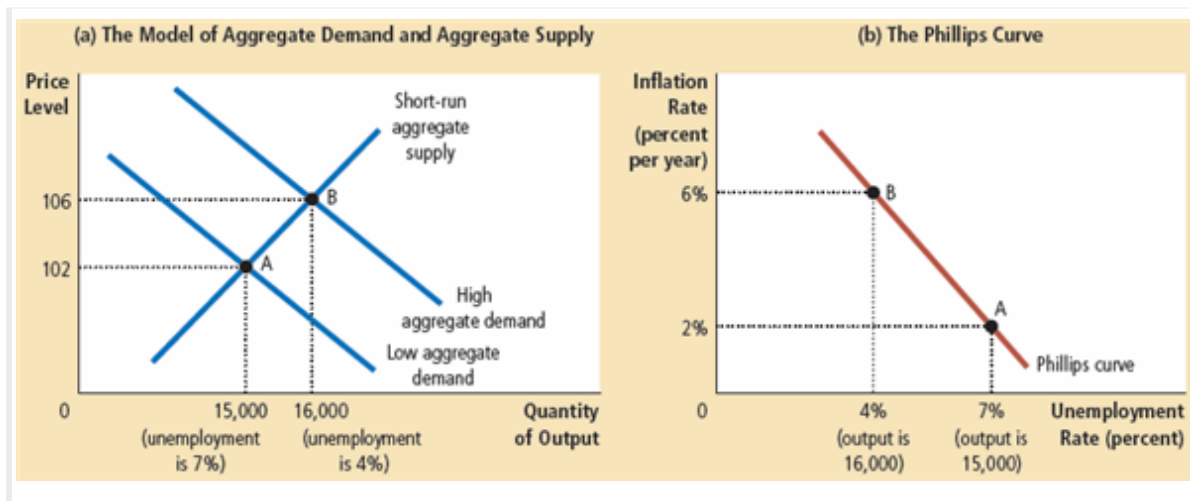 (a) The Model of Aggregate Demand and Aggregate Supply
Price
Level
106
102
0
Short-run
aggregate
supply
B
A
High
aggregate demand
Low aggregate
demand
15,000
(unemployment
is 7%)
16,000
(unemployment
is 4%)
Quantity
of Output
(b) The Phillips Curve
Inflation
Rate
(percent
per year)
6%
2%
0
B
A
Phillips curve
4%
(output is
16,000)
7%
(output is
15,000)
Unemployment
Rate (percent)